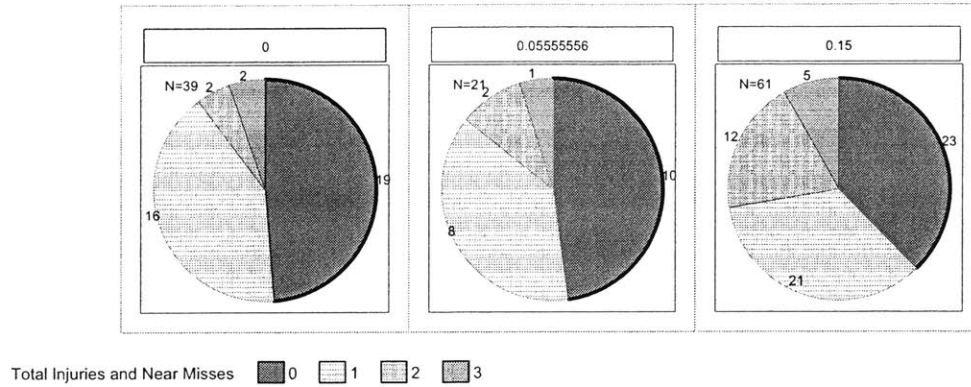 0 0.05555556 0.15
N=39 2 2 19 16
N=21 2 1 10 8
N=61 5 23 12 21
Total Injuries and Near Misses 0 1 2 3